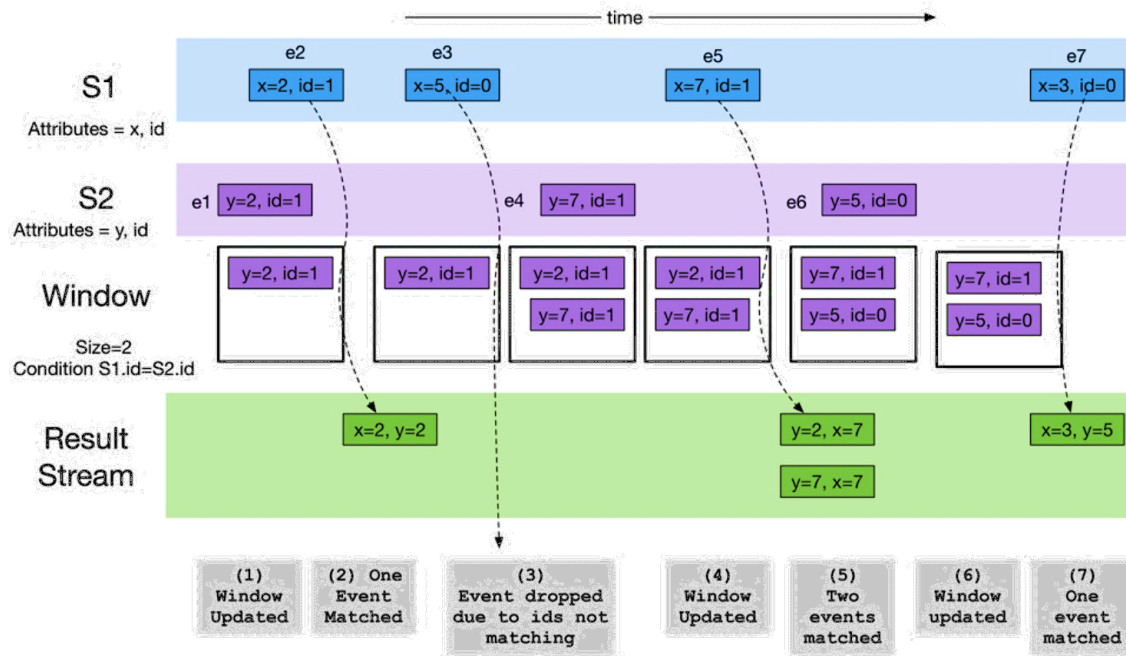 time
e2
e3
e5
e7
S1
x=2, id=1
x=5, id=0
x=7, id=1
x=3, id=0
Attributes = x, id
S2
e1
y=2, id=1
e4
y=7, id=1
e6
y=5, id=0
Attributes = y, id
Window
y=2, id=1
y=2, id=1
y=2, id=1
y=7, id=1
y=2, id=1
y=7, id=1
y=7, id=1
y=5, id=0
y=7, id=1
y=5, id=0
Size=2
Condition S1.id=S2.id
Result
Stream
x=2, y=2
y=2, x=7
y=7, x=7
x=3, y=5
(1)
Window
Updated
(2) One
Event
Matched
(3)
Event dropped
due to ids not
matching
(4)
Window
Updated
(5)
Two
events
matched
(6)
Window
updated
(7)
One
event
matched